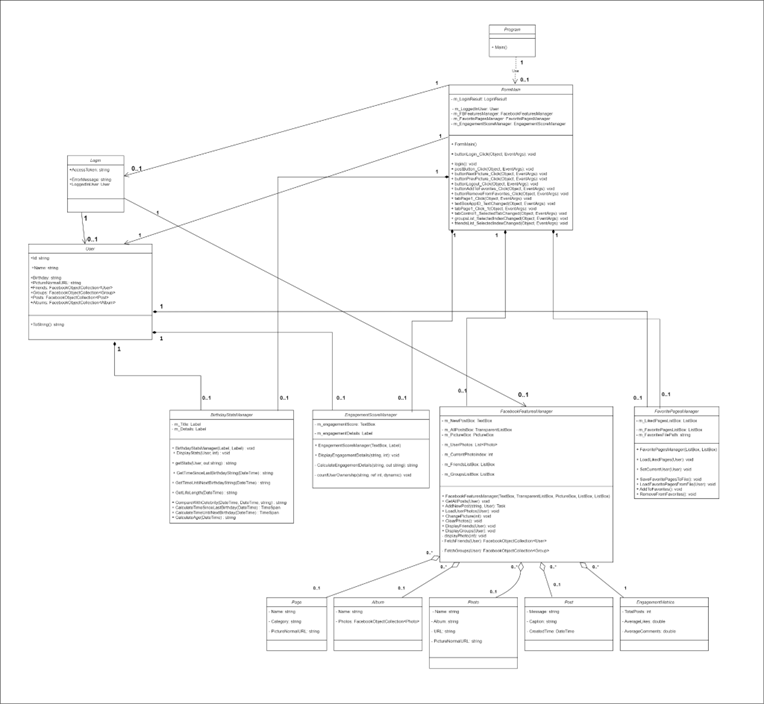 Program
+ Main()
1
Use
0..1
FormMain
- m_LoginResult: LoginResult
- m_LoggedInUser: User
- m_FBFeaturesManager: FacebookFeaturesManager
- m_FavoritePagesManager: FavoritePagesManager
- m_EngagementScoreManager: EngagementScoreManager
+ FormMain()
+ buttonLogin_Click(Object, EventArgs): void
+ login(): void
+ postButton_Click(Object, EventArgs): void
+ buttonNextPicture_Click(Object, EventArgs): void
+ buttonPrevPicture_Click(Object, EventArgs): void
+ buttonLogout_Click(Object, EventArgs): void
+ buttonAddToFavorites_Click(Object, EventArgs): void
+ buttonRemoveFromFavorites_Click(Object, EventArgs): void
+ tabPage1_Click(Object, EventArgs): void
+ textBoxAppID_TextChanged(Object, EventArgs): void
+ tabPage1_Click_1(Object, EventArgs): void
+ tabControl1_SelectedTabChanged(Object, EventArgs): void
+ groupsList_SelectedIndexChanged(Object, EventArgs): void
+ friendsList_SelectedIndexChanged(Object, EventArgs): void
1
1
1
0..1
1
1
1
1
Login
+AccessToken: string
+ErrorMessage: string
+LoggedInUser: User
1
0..1
User
+Id: string
+Name: string
+Birthday: string
+PictureNormalURL: string
+Friends: FacebookObjectCollection<User>
+Groups: FacebookObjectCollection<Group>
+Posts: FacebookObjectCollection<Post>
+Albums: FacebookObjectCollection<Album>
+ToString(): string
1
1
1
0..1
0..1
0..1
0..1
0..1
0..1
0..1
0..1
BirthdayStatsManager
- m_Title: Label
- m_Details: Label
+ BirthdayStatsManager(Label, Label): void
+ DisplayStats(User, int): void
- getStats(User, out string): string
- GetTimeSinceLastBirthdayString(DateTime): string
- GetTimeUntilNextBirthdayString(DateTime): string
- GetLifeLength(DateTime): string
+ CalculateAge(DateTime): string
EngagementScoreManager
- m_engagementScore: TextBox
- m_engagementDetails: Label
+ EngagementScoreManager(TextBox, Label)
+ DisplayEngagementDetails(string, int): void
- CalculateEngagementDetails(string, out string): string
- countUserOwnership(string, ref int, dynamic): void
FacebookFeaturesManager
- m_NewPostBox: TextBox
- m_AllPostsBox: TransparentListBox
- m_PictureBox: PictureBox
- m_UserPhotos: List<Photo>
- m_CurrentPhotoIndex: int
- m_FriendsListBox: ListBox
- m_GroupsListBox: ListBox
+ FacebookFeaturesManager(TextBox, TransparentListBox, PictureBox, ListBox, ListBox)
+ GetAllPosts(User): void
+ AddNewPost(string, User): Task
+ LoadUserPhotos(User): void
+ ChangePicture(int): void
+ ClearPhotos(): void
+ DisplayFriends(User): void
+ DisplayGroups(User): void
- displayPhoto(int): void
- FetchFriends(User): FacebookObjectCollection<User>
- FetchGroups(User): FacebookObjectCollection<Group>
FavoritePagesManager
- m_LikedPagesListBox: ListBox
- m_FavoritePagesListBox: ListBox
- m_FavoritesFilePath: string
+ FavoritePagesManager(ListBox, ListBox)
+ LoadLikedPages(User): void
+ SetCurrentUser(User): void
+ SaveFavoritePagesToFile(): void
+ LoadFavoritePagesFromFile(User): void
+ AddToFavorites(): void
+ RemoveFromFavorites(): void
0..*
0..*
0..*
0..*
0..*
0..1
0..1
0..1
0..1
1
Page
- Name: string
- Category: string
- PictureNormalURL: string
Album
- Name: string
- Photos: FacebookObjectCollection<Photo>
Photo
- Name: string
- Album: string
- URL: string
- PictureNormalURL: string
Post
- Message: string
- Caption: string
- CreatedTime: DateTime
EngagementMetrics
- TotalPosts: int
- AverageLikes: double
- AverageComments: double